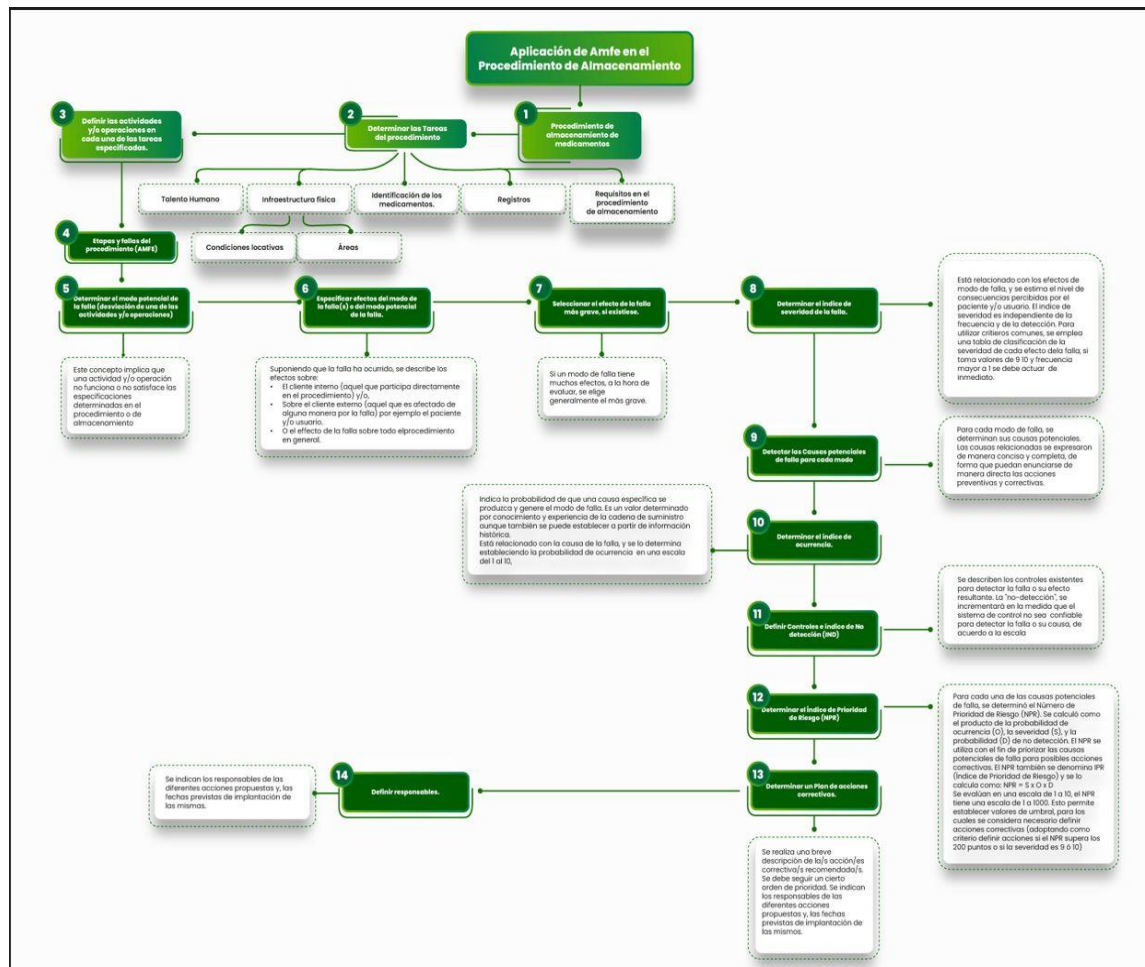 Aplicación de Amfe en el
Procedimiento de Almacenamiento
1
Procedimiento de
almacenamiento de
medicamentos
2
Determinar las Tareas
del procedimiento
3
Definir las actividades
y/o operaciones en
cada una de las tareas
especificadas.
Talento Humano
Infraestructura física
Identificación de los
medicamentos.
Registros
Requisitos en el
procedimiento
de almacenamiento
Condiciones locativas
Áreas
4
Etapas y fallas del
procedimiento (AMFE)
5
Determinar el modo potencial de
la falla (desviación de una de las
actividades y/o operaciones)
Este concepto implica que
una actividad y/o operación
no funciona o no satisface las
especificaciones
determinadas en el
procedimiento o de
almacenamiento
6
Especificar efectos del modo de
la falla(s) o del modo potencial
de la falla.
Suponiendo que la falla ha ocurrido, se describe los
efectos sobre:
• El cliente interno (aquel que participa directamente
en el procedimiento) y/o,
• Sobre el cliente externo (aquel que es afectado de
alguna manera por la falla) por ejemplo el paciente
y/o usuario.
• O el effecto de la falla sobre todo elprocedimiento
en general.
7
Seleccionar el efecto de la falla
más grave, si existiese.
Si un modo de falla tiene
muchos efectos, a la hora de
evaluar, se elige
generalmente el más grave.
8
Determinar el índice de
severidad de la falla.
Está relacionado con los efectos de
modo de falla, y se estima el nivel de
consecuencias percibidas por el
paciente y/o usuario. El indice de
severidad es independiente de la
frecuencia y de la detección. Para
utilizar critieros comunes, se emplea
una tabla de clasificación de la
severidad de cada efecto dela falla, si
toma valores de 9 10 y frecuencia
mayor a 1 se debe actuar de
inmediato.
9
Detectar las Causas potenciales
de falla para cada modo
Para cada modo de falla, se
determinan sus causas potenciales.
Las causas relacionadas se expresaron
de manera concisa y completa, de
forma que puedan enunciarse de
manera directa las acciones
preventivas y correctivas.
10
Determinar el índice de
ocurrencia.
Indica la probabilidad de que una causa específica se
produzca y genere el modo de falla. Es un valor determinado
por conocimiento y experiencia de la cadena de suministro
aunque también se puede establecer a partir de información
histórica.
Está relacionado con la causa de la falla, y se lo determina
estableciendo la probabilidad de ocurrencia en una escala
del 1 al 10,
11
Definir Controles e índice de No
detección (IND)
Se describen los controles existentes
para detectar la falla o su efecto
resultante. La "no-detección", se
incrementará en la medida que el
sistema de control no sea confiable
para detectar la falla o su causa, de
acuerdo a la escala
12
Determinar el Índice de Prioridad
de Riesgo (NPR)
Para cada una de las causas potenciales
de falla, se determinó el Número de
Prioridad de Riesgo (NPR). Se calculó como
el producto de la probabilidad de
ocurrencia (O), la severidad (S), y la
probabilidad (D) de no detección. El NPR se
utiliza con el fin de priorizar las causas
potenciales de falla para posibles acciones
correctivas. El NPR también se denomina IPR
(Índice de Prioridad de Riesgo) y se lo
calcula como: NPR = S x O x D
Se evalúan en una escala de 1 a 10, el NPR
tiene una escala de 1 a 1000. Esto permite
establecer valores de umbral, para los
cuales se considera necesario definir
acciones correctivas (adoptando como
criterio definir acciones si el NPR supera los
200 puntos o si la severidad es 9 ó 10)
13
Determinar un Plan de acciones
correctivas.
Se realiza una breve
descripción de la/s acción/es
correctiva/s recomendada/s.
Se debe seguir un cierto
orden de prioridad. Se indican
los responsables de las
diferentes acciones
propuestas y, las fechas
previstas de implantación de
las mismos.
14
Definir responsables.
Se indican los responsables de las
diferentes acciones propuestas y, las
fechas previstas de implantación de
las mismas.